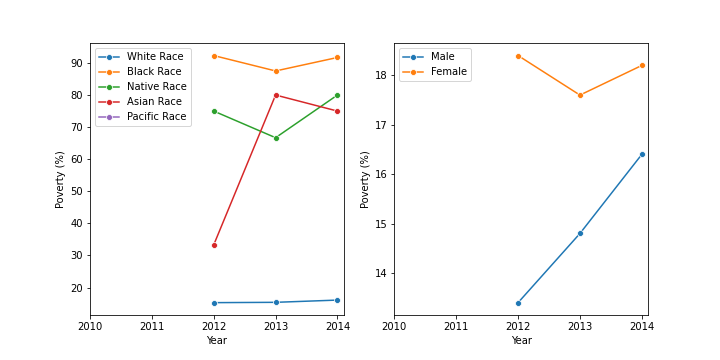 White Race
Black Race
Native Race
Asian Race
Pacific Race
90
80
70
60
50
40
30
20
Poverty (%)
2010 2011 2012 2013 2014
Year
Male
Female
18
17
16
15
14
Poverty (%)
2010 2011 2012 2013 2014
Year